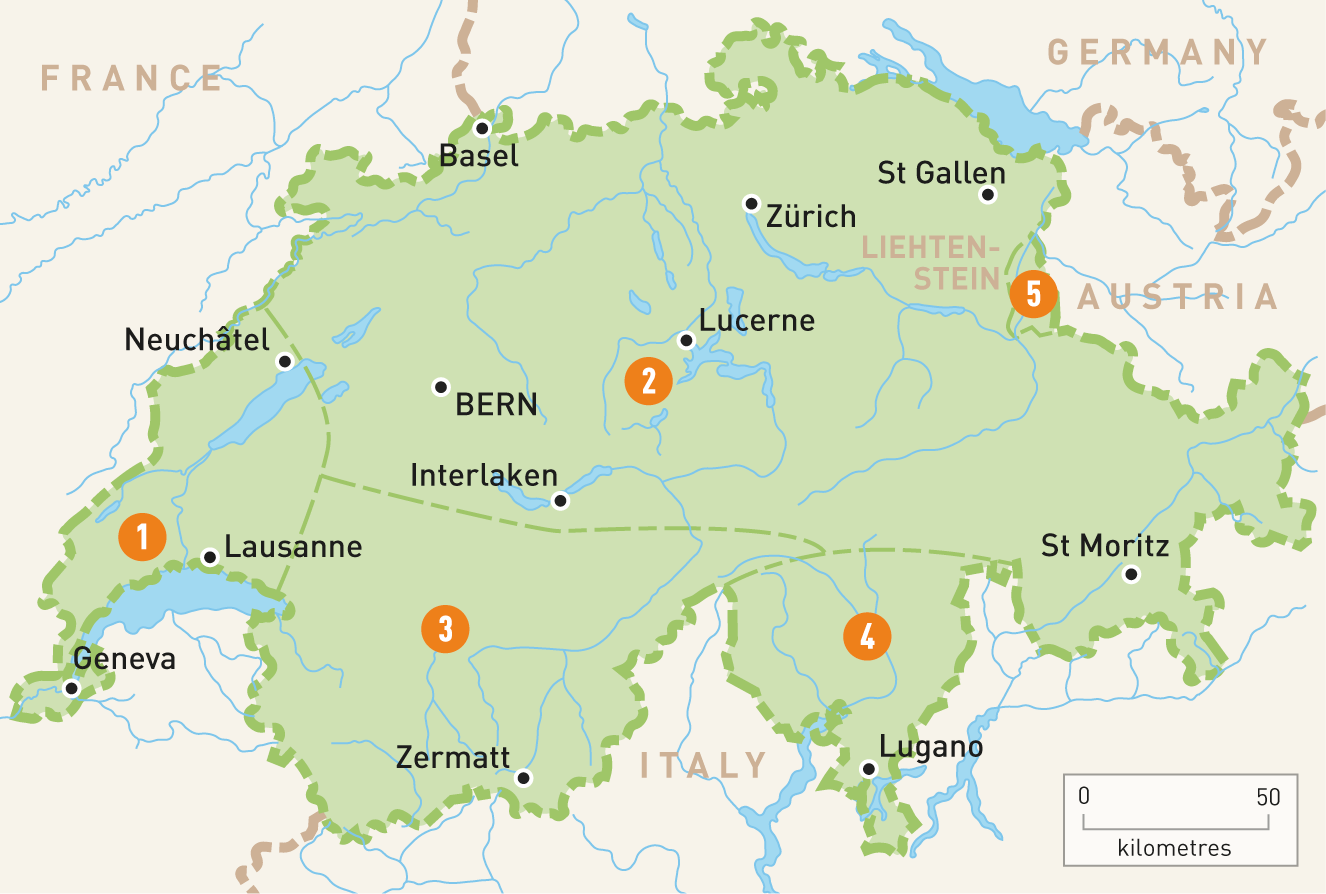 FRANCE
GERMANY
Basel
St Gallen
Zürich
LIEHTEN-
STEIN
5
AUSTRIA
Neuchâtel
Lucerne
2
BERN
Interlaken
1
Lausanne
St Moritz
3
4
Geneva
Zermatt
ITALY
Lugano
0 50
kilometres